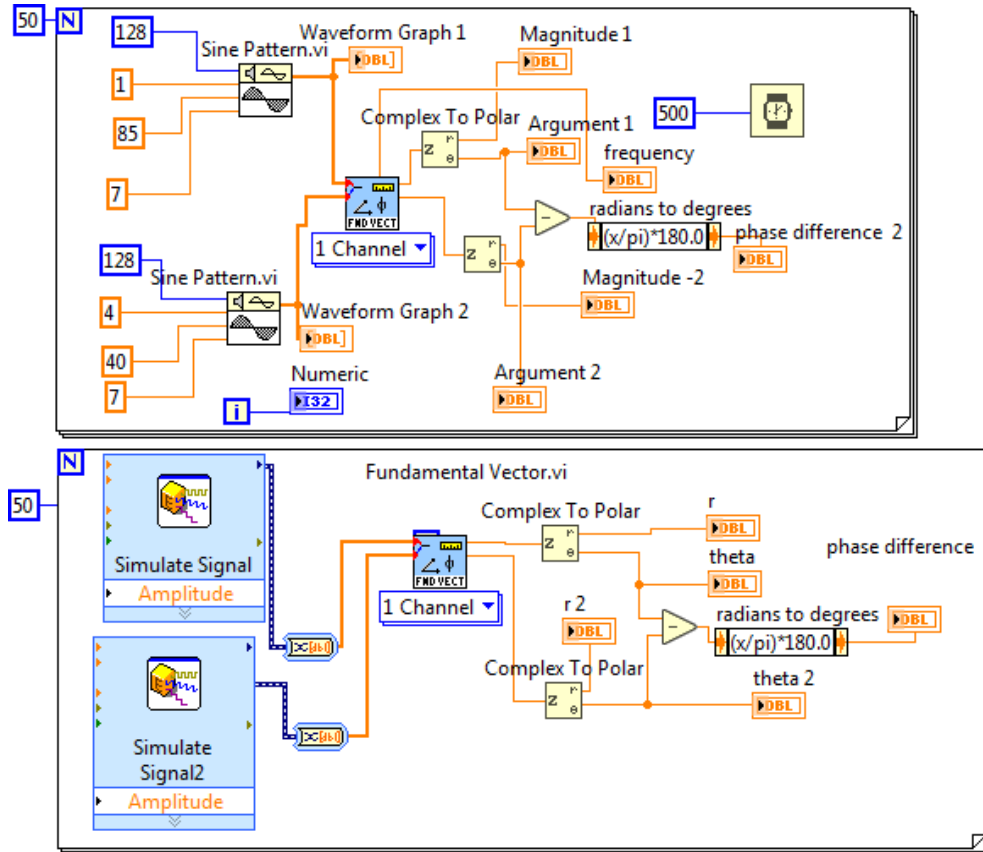 50
N
128
Sine Pattern.vi
Waveform Graph 1
DBL]
Magnitude 1
DBL
1
85
7
Complex To Polar
z
r
θ
Argument 1
DBL
500
frequency
DBL
FND VECT
1 Channel
radians to degrees
(x/pi)*180.0
phase difference 2
DBL
z
r
θ
128
Sine Pattern.vi
4
40
7
Magnitude -2
DBL
Waveform Graph 2
DBL]
Numeric
I32
i
Argument 2
DBL
N
50
Simulate Signal
Amplitude
Fundamental Vector.vi
FND VECT
1 Channel
Complex To Polar
z
r
θ
r
DBL
theta
DBL
phase difference
DBL
radians to degrees
(x/pi)*180.0
r 2
DBL
Complex To Polar
z
r
θ
theta 2
DBL
Simulate
Signal2
Amplitude